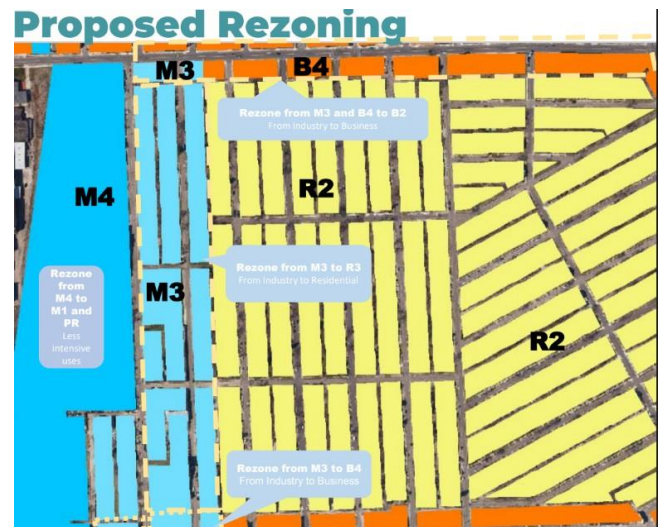 Proposed Rezoning
M3
B4
Rezone from M3 and B4 to B2
From Industry to Business
M4
R2
Rezone from M3 to R3
From Industry to Residential
Rezone
from
M4 to
M1 and
PR
Less
intensive
uses
M3
R2
Rezone from M3 to B4
From Industry to Business